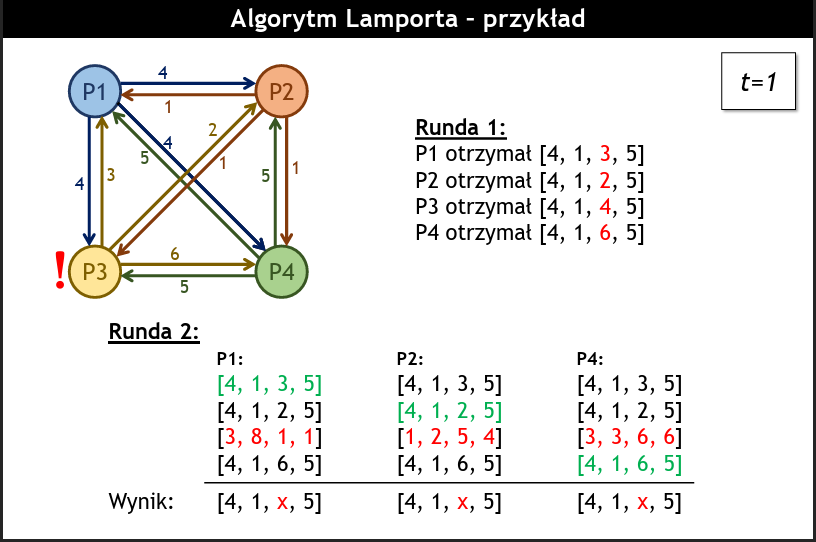 Algorytm Lamporta – przykład
t=1
P1
4
P2
1
4
5
2
1
4
3
5
1
P3
6
P4
5
!
Runda 1:
P1 otrzymał [4, 1, 3, 5]
P2 otrzymał [4, 1, 2, 5]
P3 otrzymał [4, 1, 4, 5]
P4 otrzymał [4, 1, 6, 5]
Runda 2:
P1: P2: P4:
[4, 1, 3, 5] [4, 1, 3, 5] [4, 1, 3, 5]
[4, 1, 2, 5] [4, 1, 2, 5] [4, 1, 2, 5]
[3, 8, 1, 1] [1, 2, 5, 4] [3, 3, 6, 6]
[4, 1, 6, 5] [4, 1, 6, 5] [4, 1, 6, 5]
Wynik: [4, 1, x, 5] [4, 1, x, 5] [4, 1, x, 5]